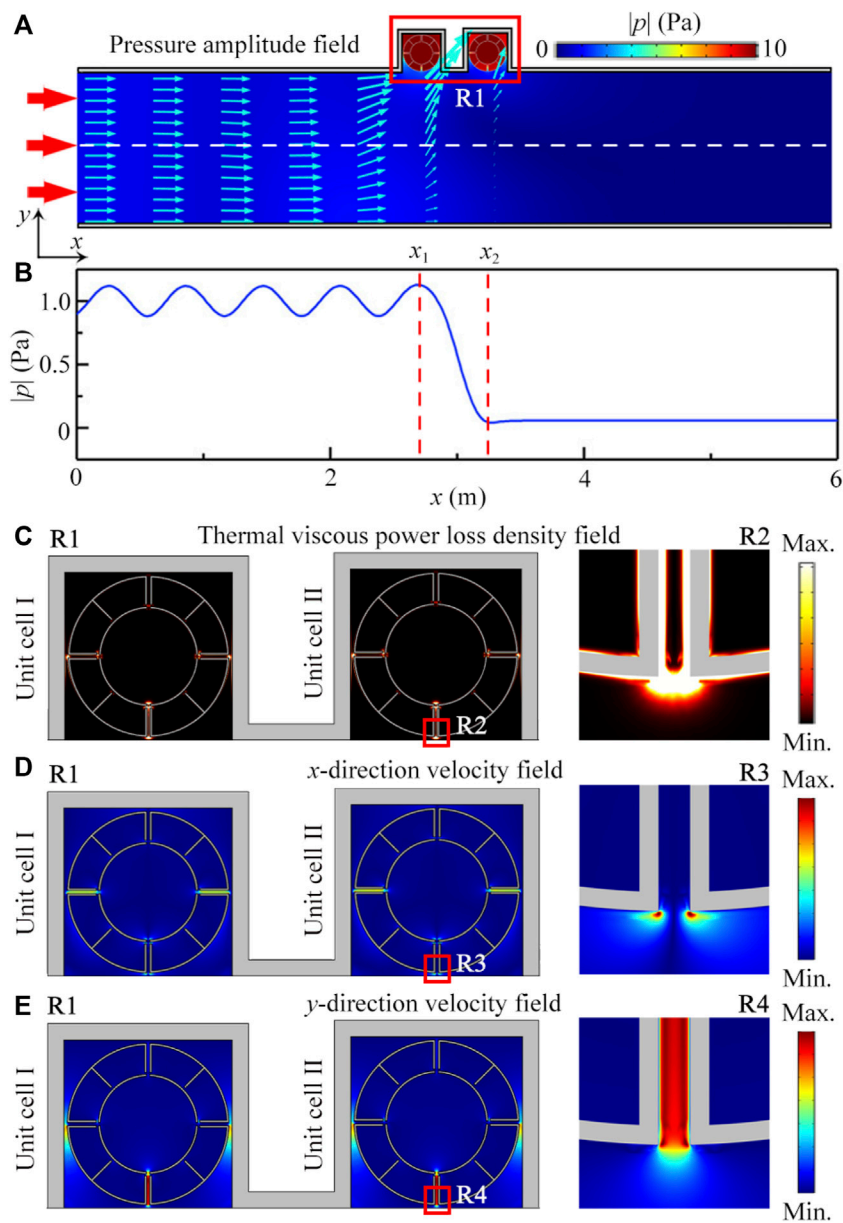 A
Pressure amplitude field
|p| (Pa)
0
10
R1
y
x
x1
x2
B
|p| (Pa)
1.0
0.5
0
0
2
4
6
x (m)
C
R1
Thermal viscous power loss density field
R2
Max.
Unit cell I
Unit cell II
R2
Min.
D
R1
x-direction velocity field
R3
Max.
Unit cell I
Unit cell II
R3
Min.
E
R1
y-direction velocity field
R4
Max.
Unit cell I
Unit cell II
R4
Min.